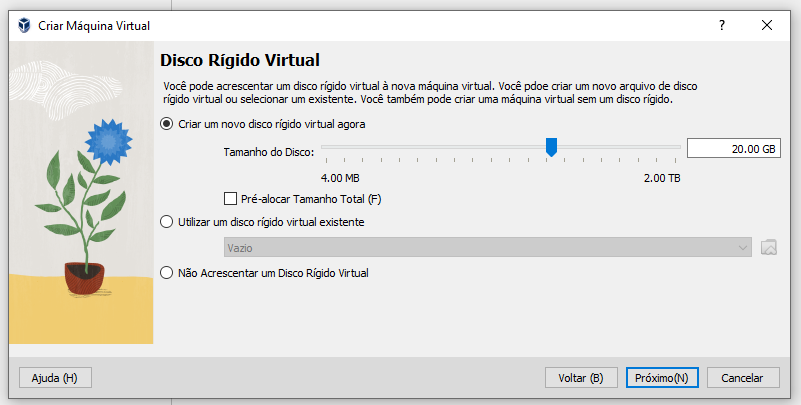 Criar Máquina Virtual
?
Disco Rígido Virtual
Você pode acrescentar um disco rígido virtual à nova máquina virtual. Você pdoe criar um novo arquivo de disco
rígido virtual ou selecionar um existente. Você também pode criar uma máquina virtual sem um disco rígido.
Criar um novo disco rígido virtual agora
Tamanho do Disco:
20.00 GB
4.00 MB
2.00 TB
Pré-alocar Tamanho Total (F)
Utilizar um disco rígido virtual existente
Vazio
Não Acrescentar um Disco Rígido Virtual
Ajuda (H)
Voltar (B)
Próximo(N)
Cancelar